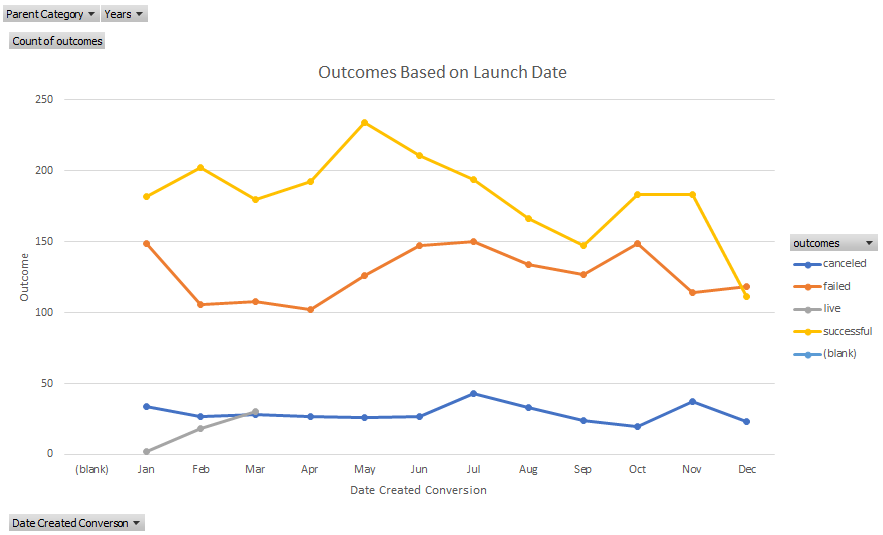 Parent Category Years
Count of outcomes
Outcomes Based on Launch Date
250
200
150
100
50
0
Outcome
(blank) Jan Feb Mar Apr May Jun Jul Aug Sep Oct Nov Dec
Date Created Conversion
outcomes
canceled
failed
live
successful
(blank)
Date Created Converson